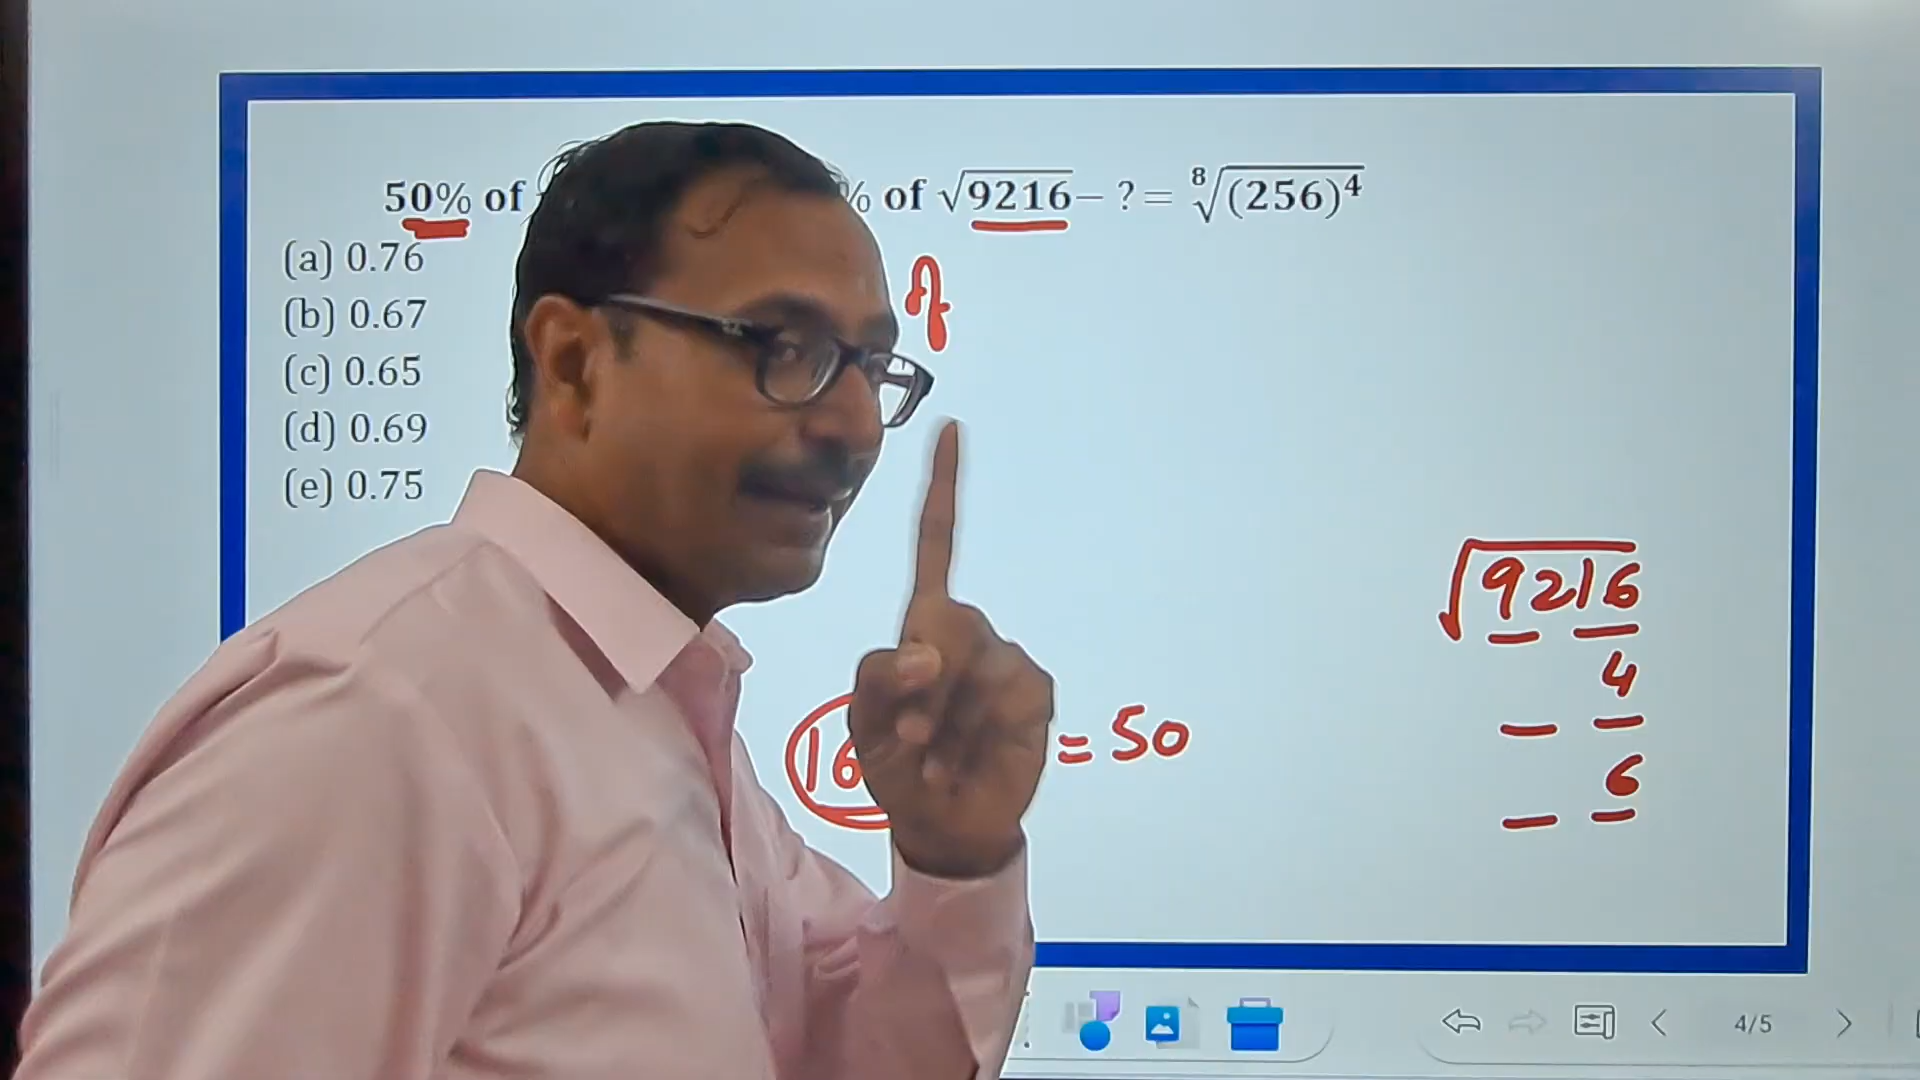 50% of % of √9216 – ? = ⁸√(256)⁴
(a) 0.76
(b) 0.67
(c) 0.65
(d) 0.69
(e) 0.75
√9216
4
6
16 = 50
4/5